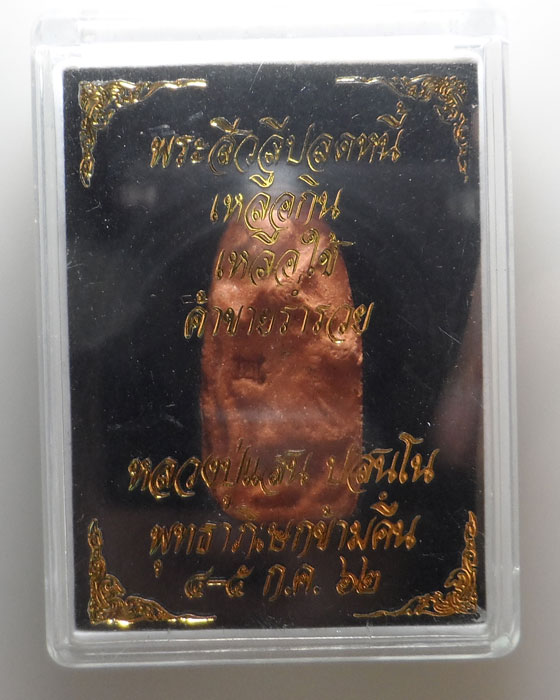 พระสิวลีปลดหนี้
เหลือกิน
เหลือใช้
ค้าขายร่ำรวย
หลวงปู่แสน ปสนฺโน
พุทธาภิเษกข้ามคืน
๔-๕ ก.ค. ๖๒